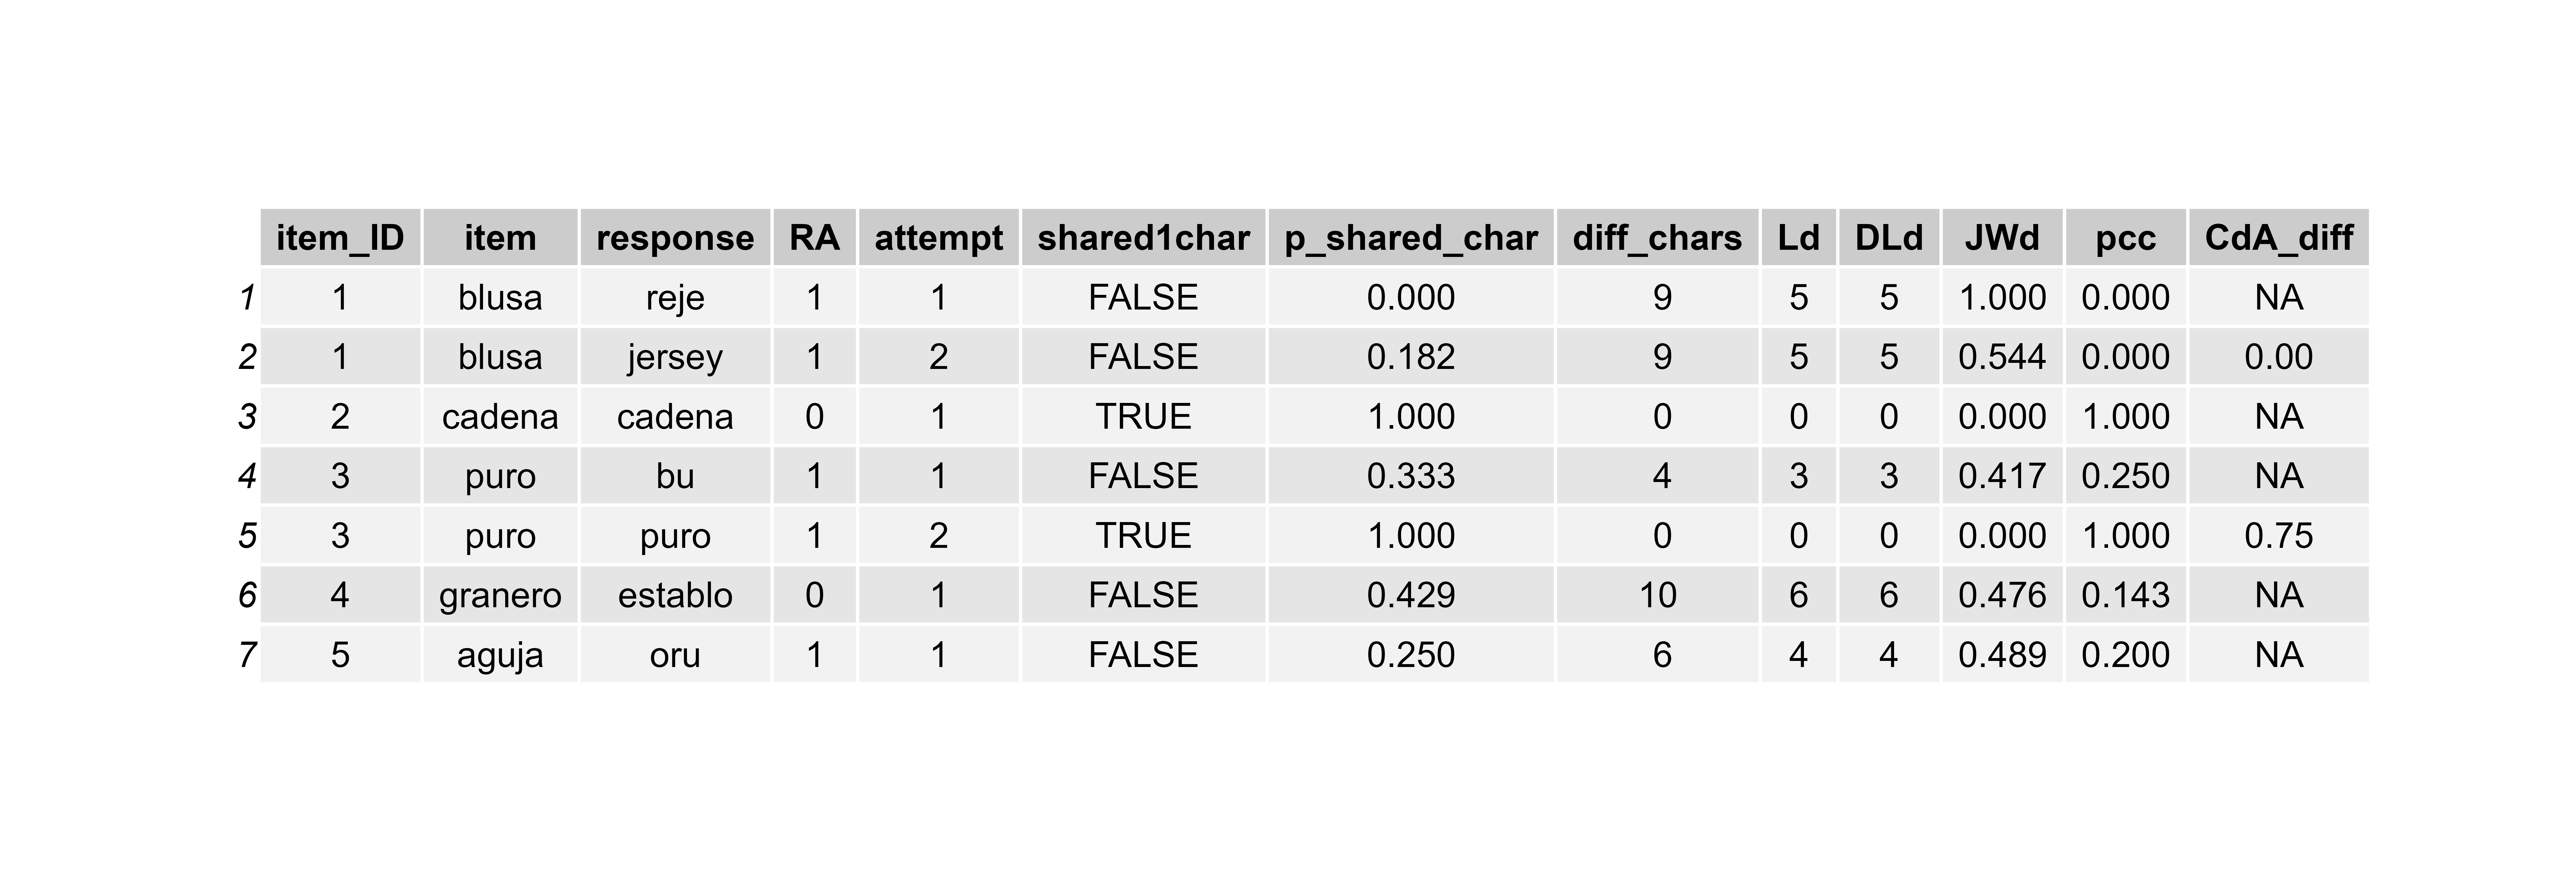 item_ID item response RA attempt shared1char p_shared_char diff_chars Ld DLd JWd pcc CdA_diff
1 1 blusa reje 1 1 FALSE 0.000 9 5 5 1.000 0.000 NA
2 1 blusa jersey 1 2 FALSE 0.182 9 5 5 0.544 0.000 0.00
3 2 cadena cadena 0 1 TRUE 1.000 0 0 0 0.000 1.000 NA
4 3 puro bu 1 1 FALSE 0.333 4 3 3 0.417 0.250 NA
5 3 puro puro 1 2 TRUE 1.000 0 0 0 0.000 1.000 0.75
6 4 granero establo 0 1 FALSE 0.429 10 6 6 0.476 0.143 NA
7 5 aguja oru 1 1 FALSE 0.250 6 4 4 0.489 0.200 NA